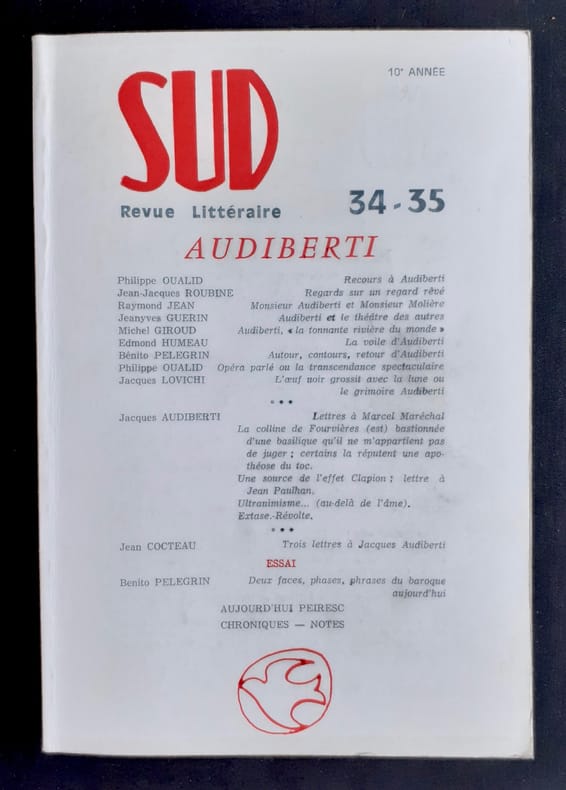 10e ANNÉE
SUD
Revue Littéraire 34-35
AUDIBERTI
Philippe OUALID Recours à Audiberti
Jean-Jacques ROUBINE Regards sur un regard rêvé
Raymond JEAN Monsieur Audiberti et Monsieur Molière
Jeanyves GUERIN Audiberti et le théâtre des autres
Michel GIROUD Audiberti, « la tonnante rivière du monde »
Edmond HUMEAU La voile d'Audiberti
Bénito PELEGRIN Autour, contours, retour d'Audiberti
Philippe OUALID Opéra parlé ou la transcendance spectaculaire
Jacques LOVICHI L'œuf noir grossit avec la lune ou
le grimoire Audiberti
***
Jacques AUDIBERTI Lettres à Marcel Maréchal
La colline de Fourvières (est) bastionnée
d'une basilique qu'il ne m'appartient pas
de juger ; certains la réputent une apo-
théose du toc.
Une source de l'effet Clapion ; lettre à
Jean Paulhan.
Ultranimisme... (au-delà de l'âme).
Extase.-Révolte.
***
Jean COCTEAU Trois lettres à Jacques Audiberti
ESSAI
Benito PELEGRIN Deux faces, phases, phrases du baroque
aujourd'hui
AUJOURD'HUI PEIRESC
CHRONIQUES — NOTES